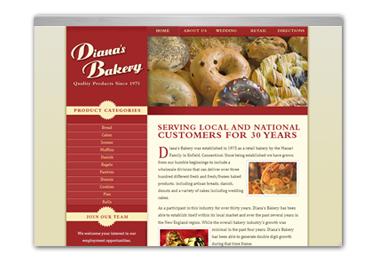 HOME ABOUT US WEDDING RETAIL DIRECTIONS
Diana's
Bakery
Quality Products Since 1975
PRODUCT CATEGORIES
Bread
Cakes
Scones
Muffins
Danish
Bagels
Pastries
Donuts
Cookies
Pies
Rolls
JOIN OUR TEAM
We welcome your interest in our
employment opportunities.
SERVING LOCAL AND NATIONAL
CUSTOMERS FOR 30 YEARS
Diana's Bakery was established in 1975 as a retail bakery by the
Family in Enfield, Connecticut. Since being established we have grown
from our humble beginnings to include a
wholesale division that can deliver over three
hundred different fresh and fresh/frozen baked
products, including artisan breads, danish,
donuts and a variety of cakes including wedding
cakes.
As a participant in this industry for over thirty years, Diana's Bakery has been
able to establish itself within its local market and over the past several years in
the New England region. While the overall bakery industry's growth was
minimal in the past four years, Diana's Bakery
has been able to generate double digit growth
during that time frame.